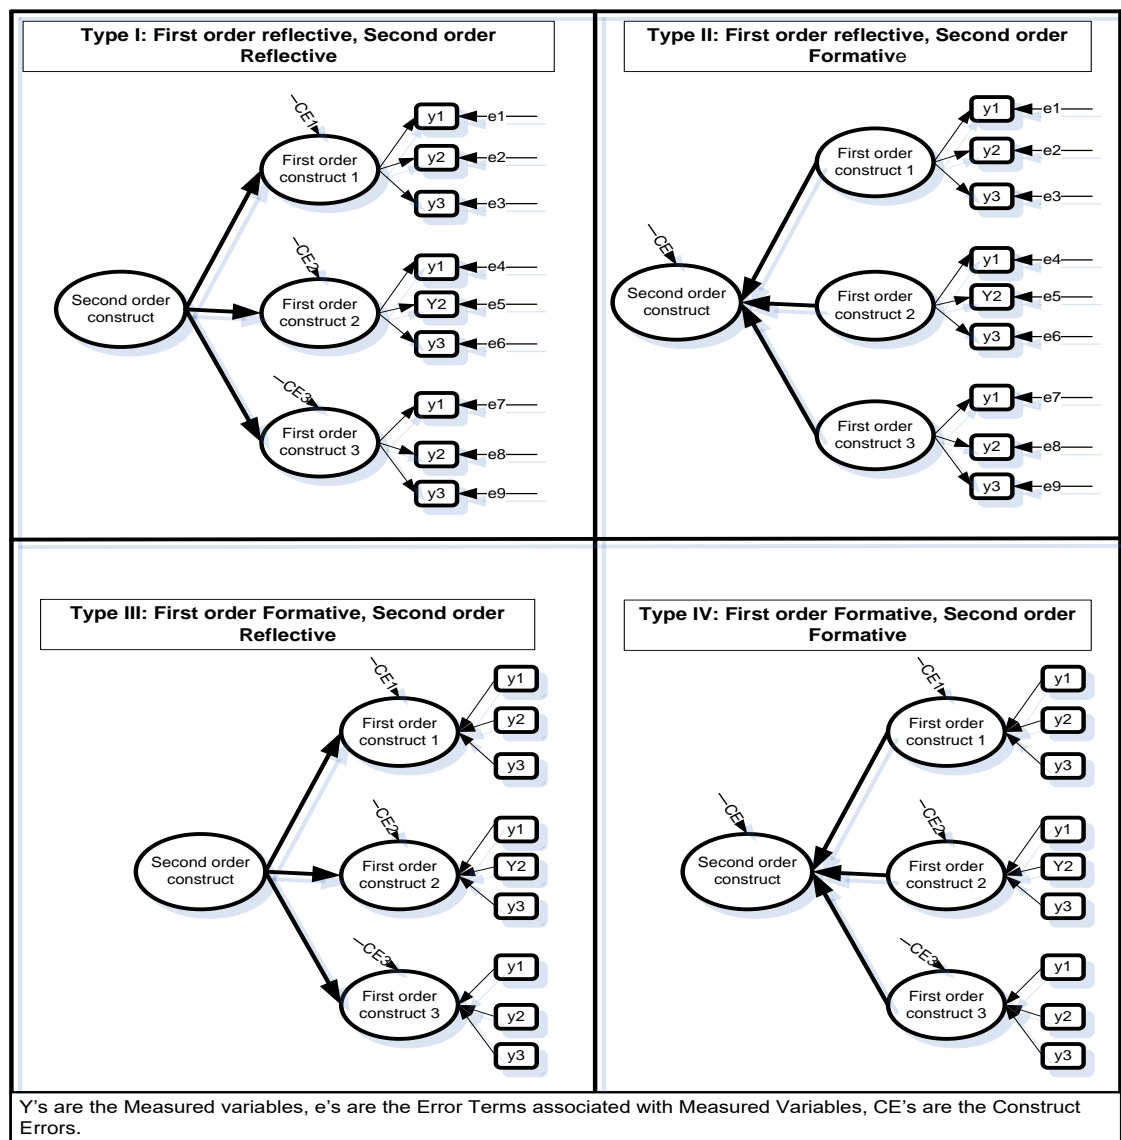 Type I: First order reflective, Second order
Reflective
CE1
First order
construct 1
y1
e1
y2
e2
y3
e3
Second order
construct
CE2
First order
construct 2
y1
e4
Y2
e5
y3
e6
CE3
First order
construct 3
y1
e7
y2
e8
y3
e9
Type II: First order reflective, Second order
Formative
First order
construct 1
y1
e1
y2
e2
y3
e3
CE
Second order
construct
First order
construct 2
y1
e4
Y2
e5
y3
e6
First order
construct 3
y1
e7
y2
e8
y3
e9
Type III: First order Formative, Second order
Reflective
CE1
First order
construct 1
y1
y2
y3
Second order
construct
CE2
First order
construct 2
y1
Y2
y3
CE3
First order
construct 3
y1
y2
y3
Type IV: First order Formative, Second order
Formative
CE1
First order
construct 1
y1
y2
y3
CE
Second order
construct
CE2
First order
construct 2
y1
Y2
y3
CE3
First order
construct 3
y1
y2
y3
Y's are the Measured variables, e's are the Error Terms associated with Measured Variables, CE's are the Construct
Errors.